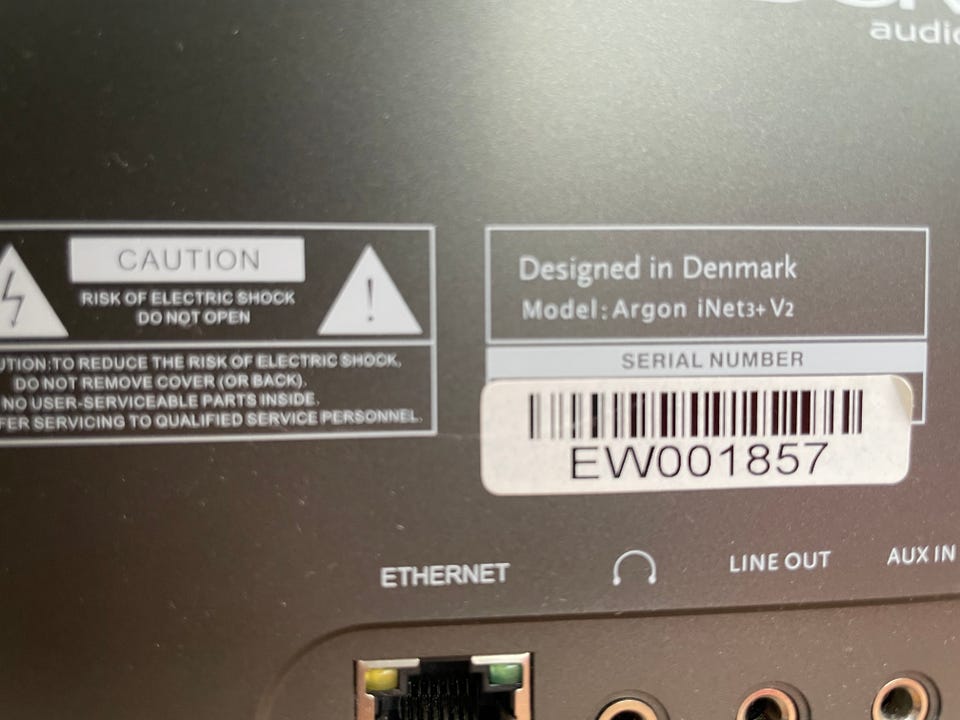 audio
CAUTION
RISK OF ELECTRIC SHOCK
DO NOT OPEN
TO REDUCE THE RISK OF ELECTRIC SHOCK,
DO NOT REMOVE COVER (OR BACK).
NO USER-SERVICEABLE PARTS INSIDE.
SERVICING TO QUALIFIED SERVICE PERSONNEL.
Designed in Denmark
Model: Argon iNet3+ V2
SERIAL NUMBER
EW001857
ETHERNET
LINE OUT
AUX IN